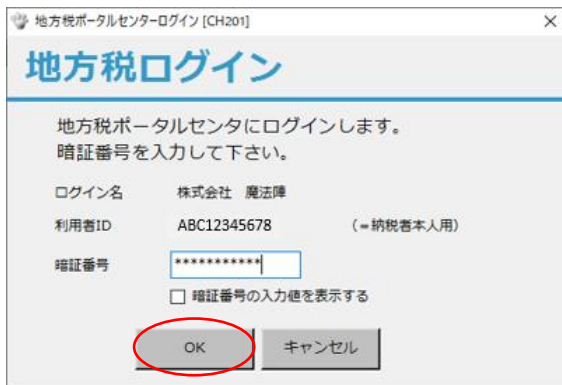 地方税ポータルセンターログイン [CH201]
地方税ログイン
地方税ポータルセンタにログインします。
暗証番号を入力して下さい。
ログイン名 株式会社 魔法陣
利用者ID ABC12345678 (=納税者本人用)
暗証番号 ***********
暗証番号の入力値を表示する
OK キャンセル